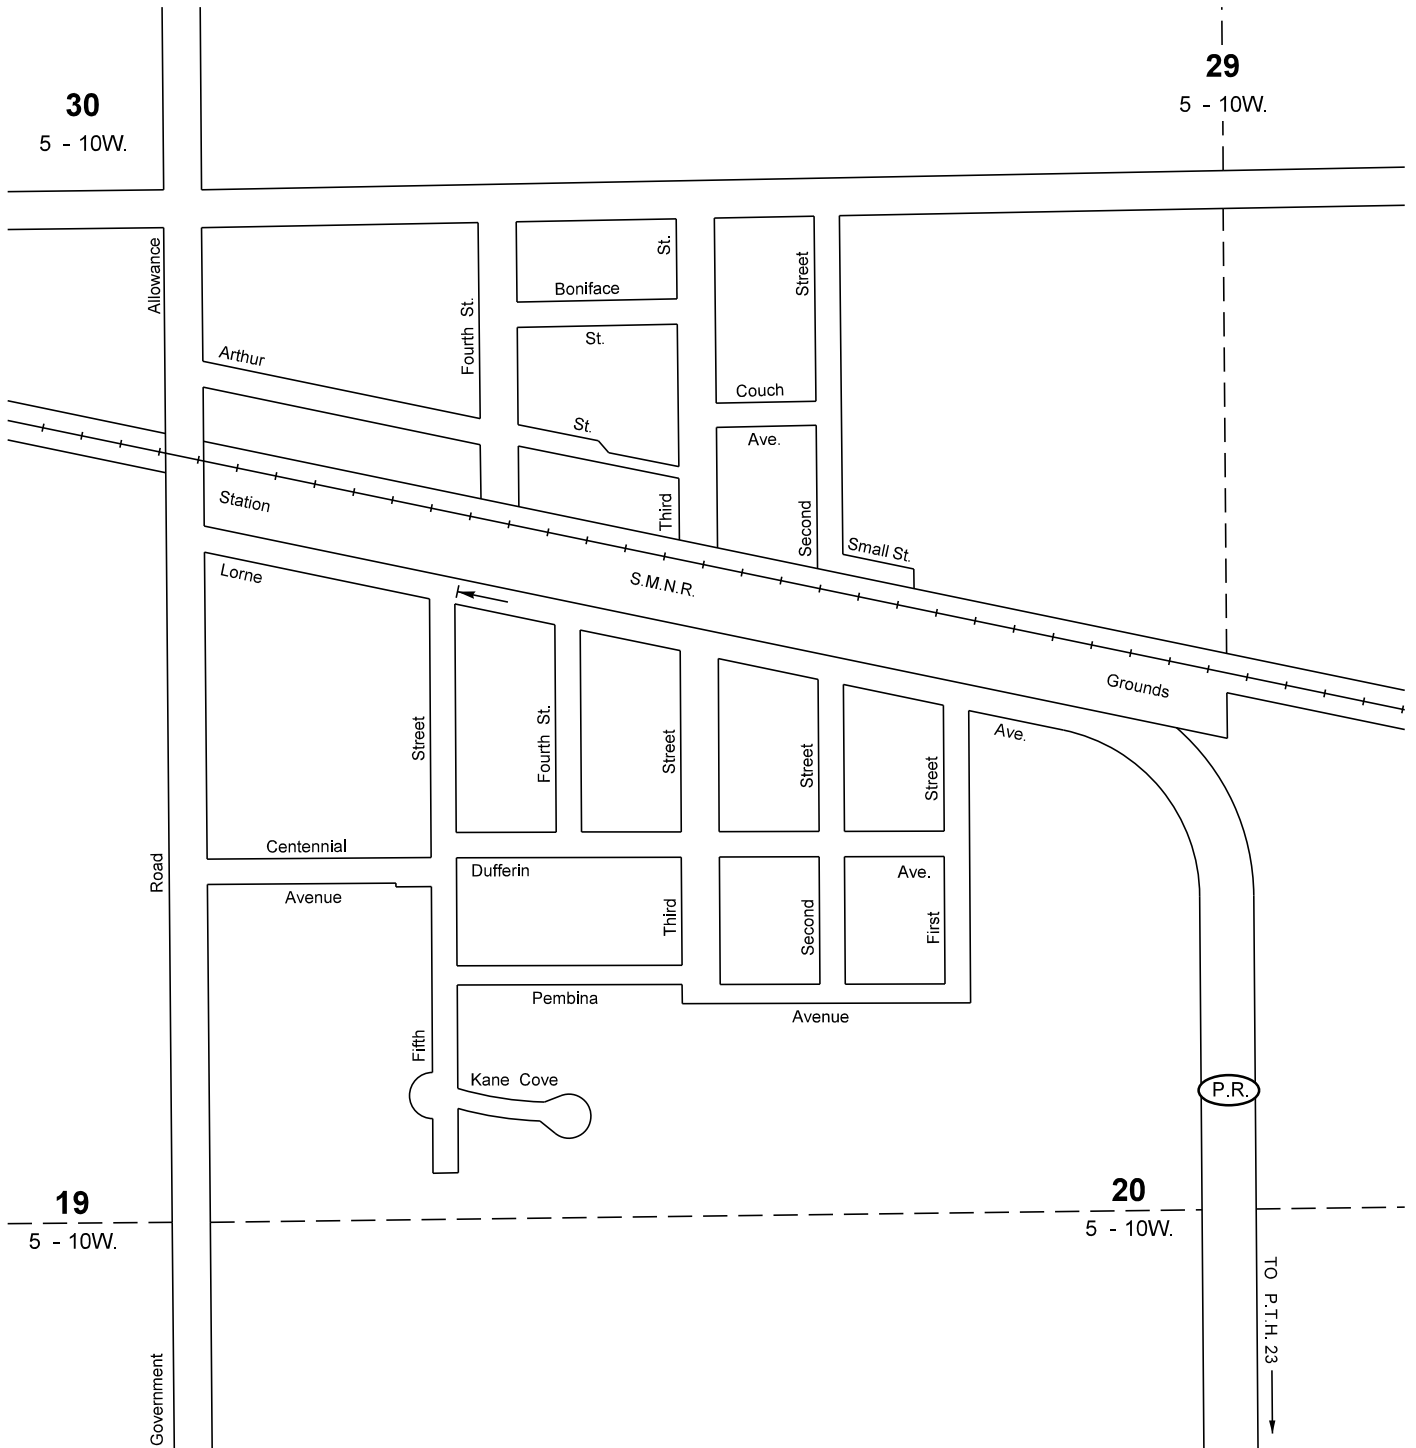 29
5 - 10W.
30
5 - 10W.
Allowance
St.
Street
Boniface
St.
Fourth St.
Arthur
Couch
Ave.
St.
Station
Third
Second
Small St.
Lorne
S.M.N.R.
Grounds
Ave.
Street
Fourth St.
Street
Street
Street
Centennial
Avenue
Road
Dufferin
Ave.
Third
Second
First
Pembina
Avenue
Fifth
Kane Cove
P.R.
19
5 - 10W.
20
5 - 10W.
TO P.T.H. 23
Government